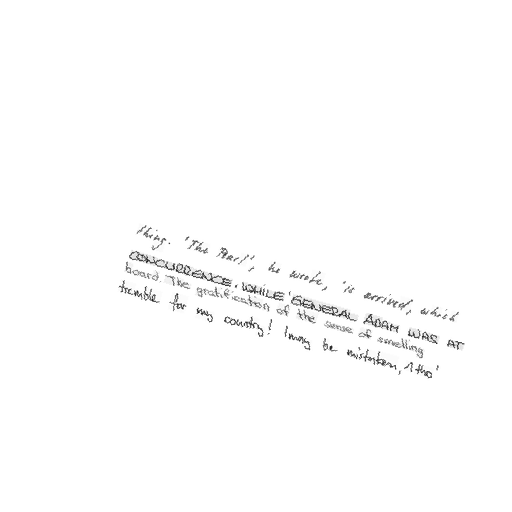 thing. 'The Pearl', he wrote, 'is arrived, which
WHILE GENERAL ADAM WAS AT
board. The gratification of the sense of smelling
tremble for my country! I may be mistaken, tho'